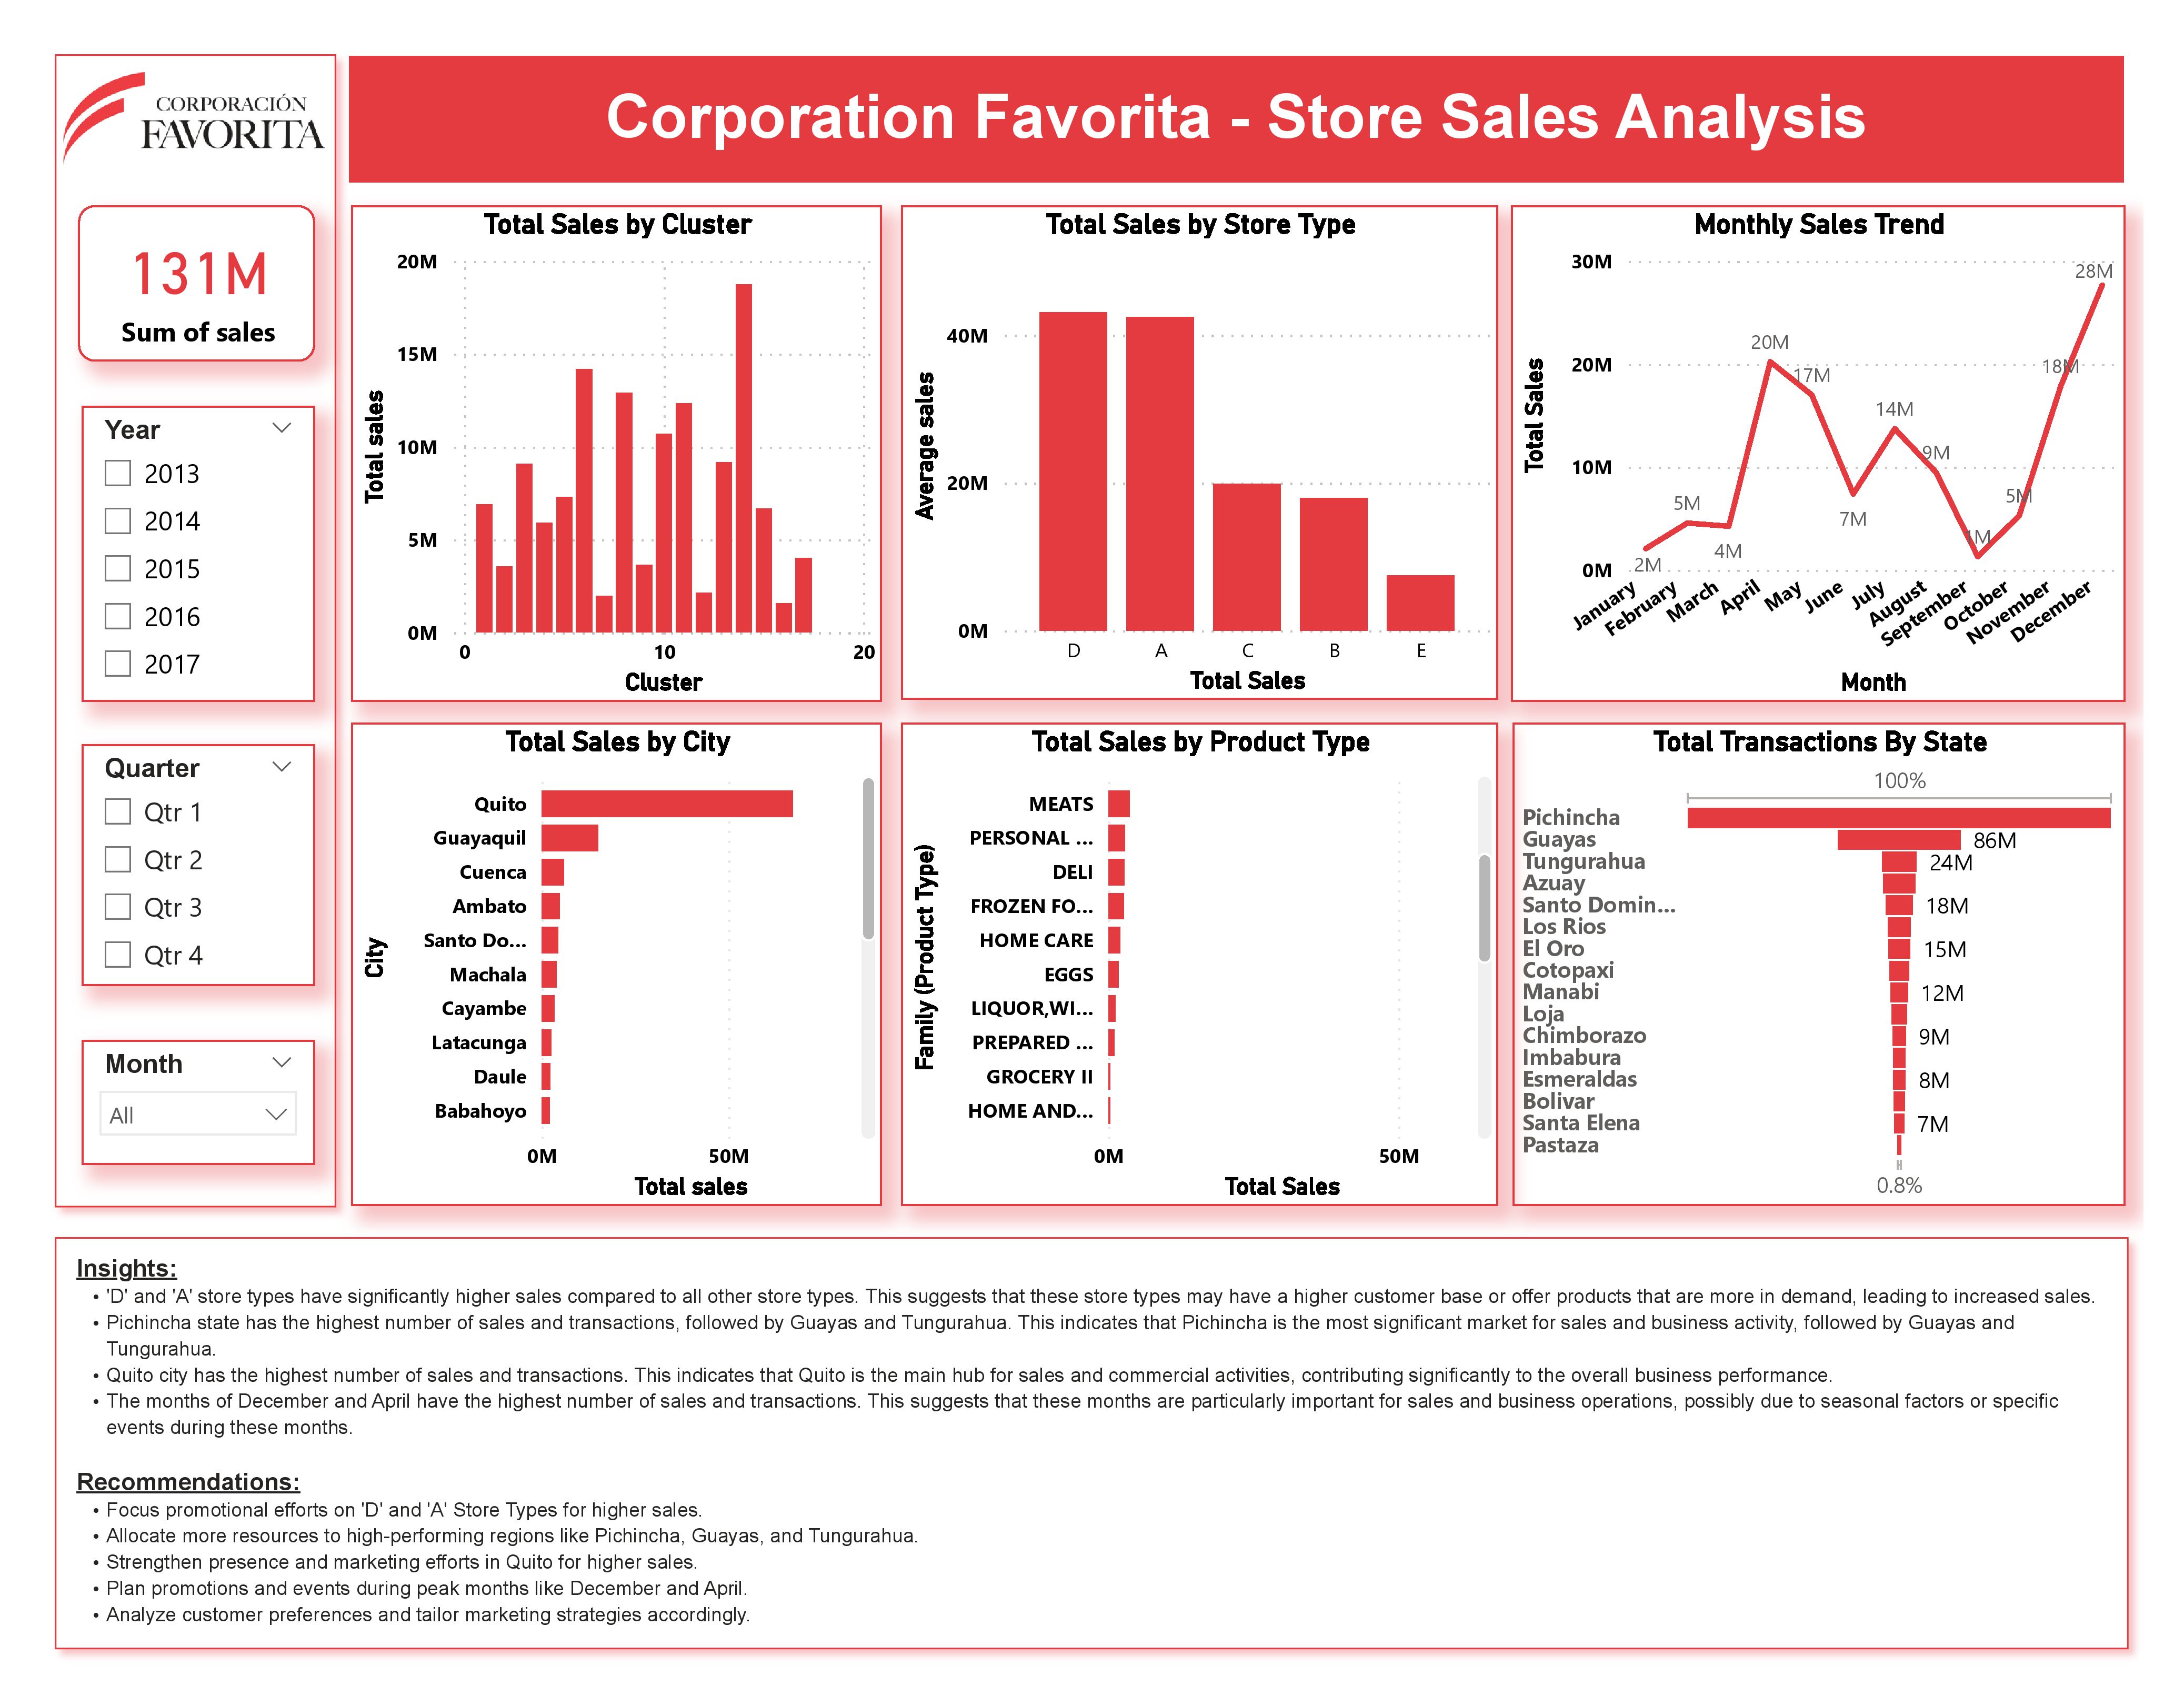 CORPORACIÓN
FAVORITA
Corporation Favorita - Store Sales Analysis
131M
Sum of sales
Year
2013
2014
2015
2016
2017
Quarter
Qtr 1
Qtr 2
Qtr 3
Qtr 4
Month
All
Total Sales by Cluster
Total sales
20M
15M
10M
5M
0M
0 10 20
Cluster
Total Sales by Store Type
Average sales
40M
20M
0M
D A C B E
Total Sales
Monthly Sales Trend
Total Sales
30M
20M
10M
0M
2M
5M
4M
20M
17M
7M
14M
9M
1M
5M
18M
28M
January
February
March
April
May
June
July
August
September
October
November
December
Month
Total Sales by City
City
Quito
Guayaquil
Cuenca
Ambato
Santo Do...
Machala
Cayambe
Latacunga
Daule
Babahoyo
0M 50M
Total sales
Total Sales by Product Type
Family (Product Type)
MEATS
PERSONAL ...
DELI
FROZEN FO...
HOME CARE
EGGS
LIQUOR,WI...
PREPARED ...
GROCERY II
HOME AND...
0M 50M
Total Sales
Total Transactions By State
100%
Pichincha
Guayas 86M
Tungurahua 24M
Azuay
Santo Domin... 18M
Los Rios
El Oro 15M
Cotopaxi
Manabi 12M
Loja
Chimborazo 9M
Imbabura
Esmeraldas 8M
Bolivar
Santa Elena 7M
Pastaza
0.8%
Insights:
• 'D' and 'A' store types have significantly higher sales compared to all other store types. This suggests that these store types may have a higher customer base or offer products that are more in demand, leading to increased sales.
• Pichincha state has the highest number of sales and transactions, followed by Guayas and Tungurahua. This indicates that Pichincha is the most significant market for sales and business activity, followed by Guayas and
Tungurahua.
• Quito city has the highest number of sales and transactions. This indicates that Quito is the main hub for sales and commercial activities, contributing significantly to the overall business performance.
• The months of December and April have the highest number of sales and transactions. This suggests that these months are particularly important for sales and business operations, possibly due to seasonal factors or specific
events during these months.
Recommendations:
• Focus promotional efforts on 'D' and 'A' Store Types for higher sales.
• Allocate more resources to high-performing regions like Pichincha, Guayas, and Tungurahua.
• Strengthen presence and marketing efforts in Quito for higher sales.
• Plan promotions and events during peak months like December and April.
• Analyze customer preferences and tailor marketing strategies accordingly.